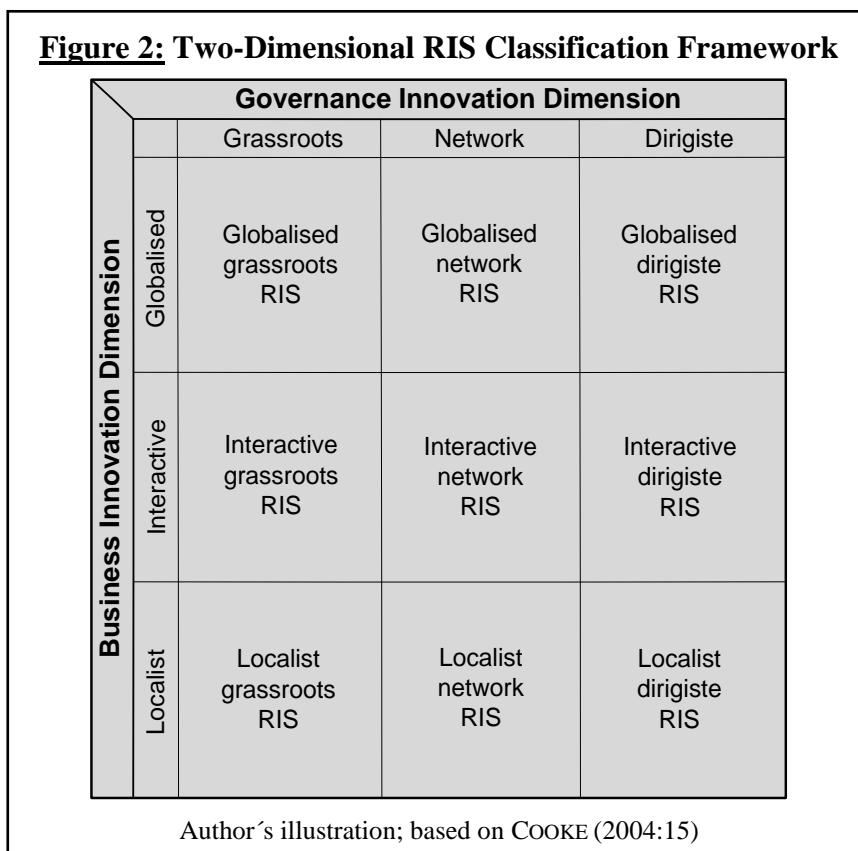 Figure 2: Two-Dimensional RIS Classification Framework
Governance Innovation Dimension
Grassroots Network Dirigiste
Business Innovation Dimension
Globalised
Globalised Globalised Globalised
grassroots network dirigiste
RIS RIS RIS
Interactive
Interactive Interactive Interactive
grassroots network dirigiste
RIS RIS RIS
Localist
Localist Localist Localist
grassroots network dirigiste
RIS RIS RIS
Author´s illustration; based on COOKE (2004:15)